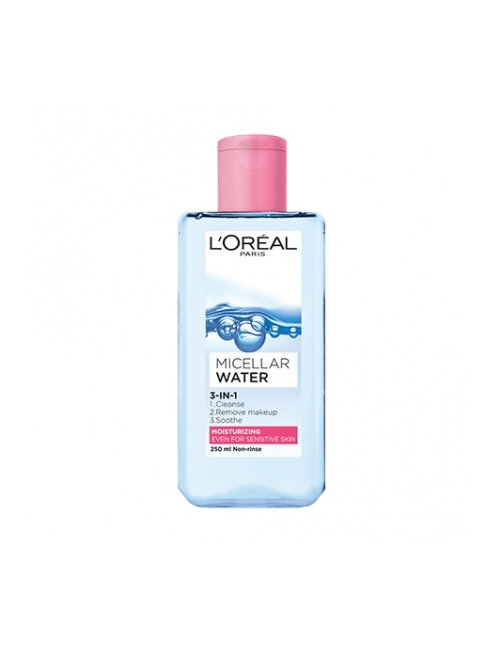 L'ORÉAL
PARIS
MICELLAR
WATER
3-IN-1
1.Cleanse
2.Remove makeup
3.Soothe
MOISTURIZING
EVEN FOR SENSITIVE SKIN
250 ml Non-rinse